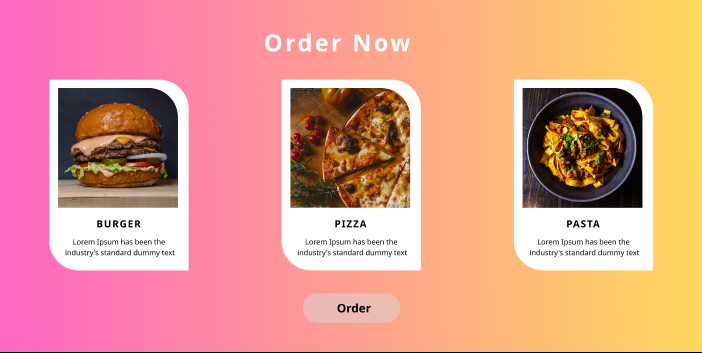 Order Now
BURGER
Lorem Ipsum has been the
industry's standard dummy text
PIZZA
Lorem Ipsum has been the
industry's standard dummy text
PASTA
Lorem Ipsum has been the
industry's standard dummy text
Order